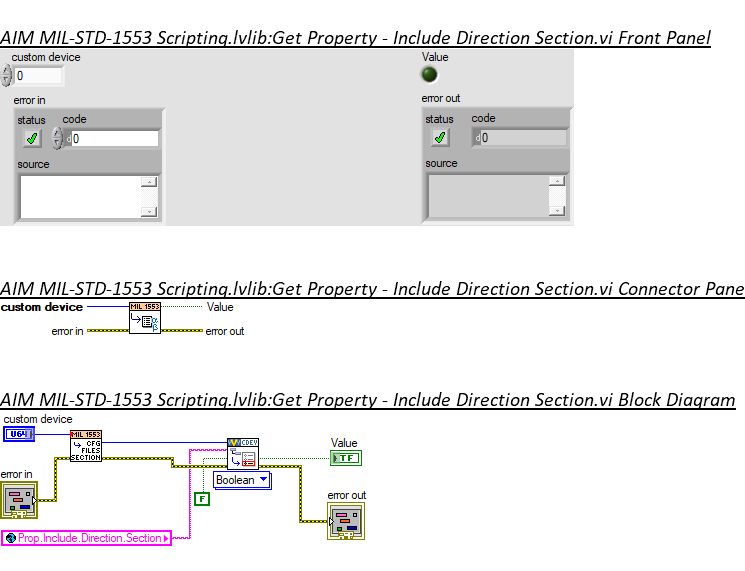 AIM MIL-STD-1553 Scripting.lvlib:Get Property - Include Direction Section.vi Front Panel
custom device Value
0
error in error out
status code status code
d 0 d 0
source source
AIM MIL-STD-1553 Scripting.lvlib:Get Property - Include Direction Section.vi Connector Pane
custom device MIL 1553 Value
error in error out
AIM MIL-STD-1553 Scripting.lvlib:Get Property - Include Direction Section.vi Block Diagram
custom device
U64 MIL 1553 CFG FILES SECTION CDEV Value
TF
error in Boolean
F error out
Prop.Include.Direction.Section